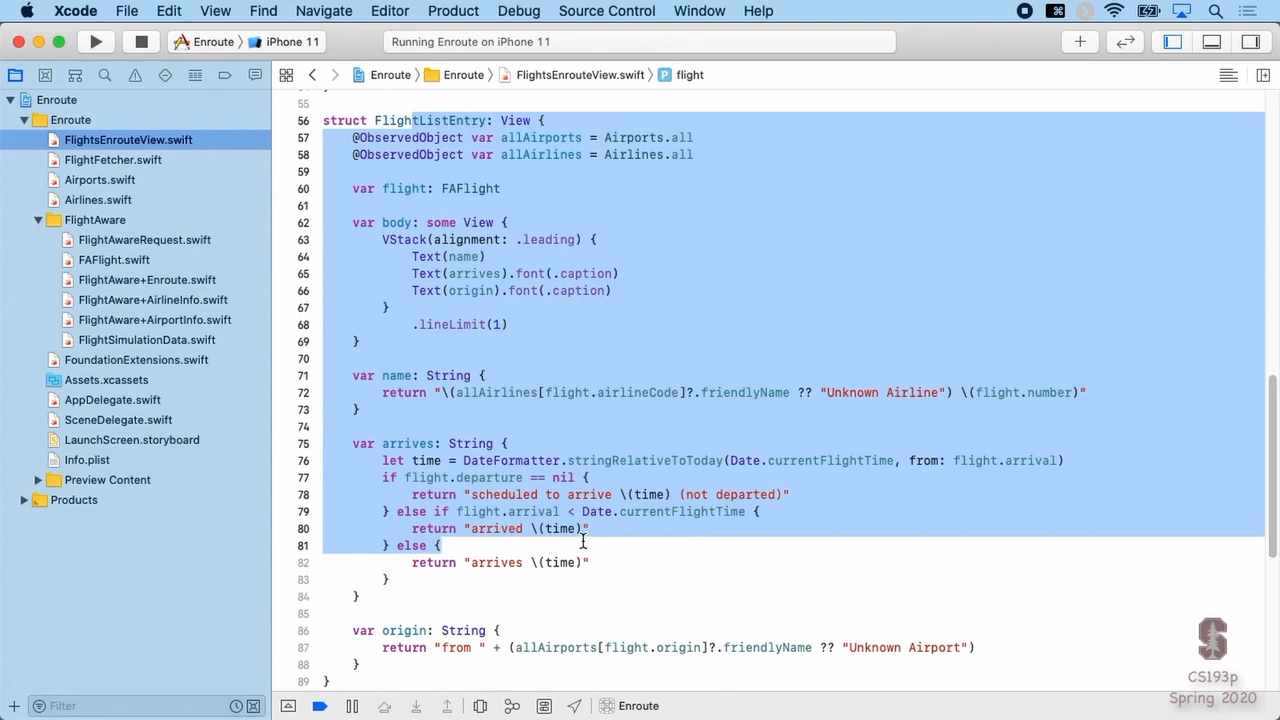 Xcode File Edit View Find Navigate Editor Product Debug Source Control Window Help
Enroute iPhone 11 Running Enroute on iPhone 11
Enroute Enroute FlightsEnrouteView.swift flight
Enroute
Enroute
FlightsEnrouteView.swift
FlightFetcher.swift
Airports.swift
Airlines.swift
FlightAware
FlightAwareRequest.swift
FAFlight.swift
FlightAware+Enroute.swift
FlightAware+AirlineInfo.swift
FlightAware+AirportInfo.swift
FlightSimulationData.swift
FoundationExtensions.swift
Assets.xcassets
AppDelegate.swift
SceneDelegate.swift
LaunchScreen.storyboard
Info.plist
Preview Content
Products
Filter
55
56 struct FlightListEntry: View {
57 @ObservedObject var allAirports = Airports.all
58 @ObservedObject var allAirlines = Airlines.all
59
60 var flight: FAFlight
61
62 var body: some View {
63 VStack(alignment: .leading) {
64 Text(name)
65 Text(arrives).font(.caption)
66 Text(origin).font(.caption)
67 }
68 .lineLimit(1)
69 }
70
71 var name: String {
72 return "\(allAirlines[flight.airlineCode]?.friendlyName ?? "Unknown Airline") \(flight.number)"
73 }
74
75 var arrives: String {
76 let time = DateFormatter.stringRelativeToToday(Date.currentFlightTime, from: flight.arrival)
77 if flight.departure == nil {
78 return "scheduled to arrive \(time) (not departed)"
79 } else if flight.arrival < Date.currentFlightTime {
80 return "arrived \(time)"
81 } else {
82 return "arrives \(time)"
83 }
84 }
85
86 var origin: String {
87 return "from " + (allAirports[flight.origin]?.friendlyName ?? "Unknown Airport")
88 }
89 }
Enroute
CS193p
Spring 2020